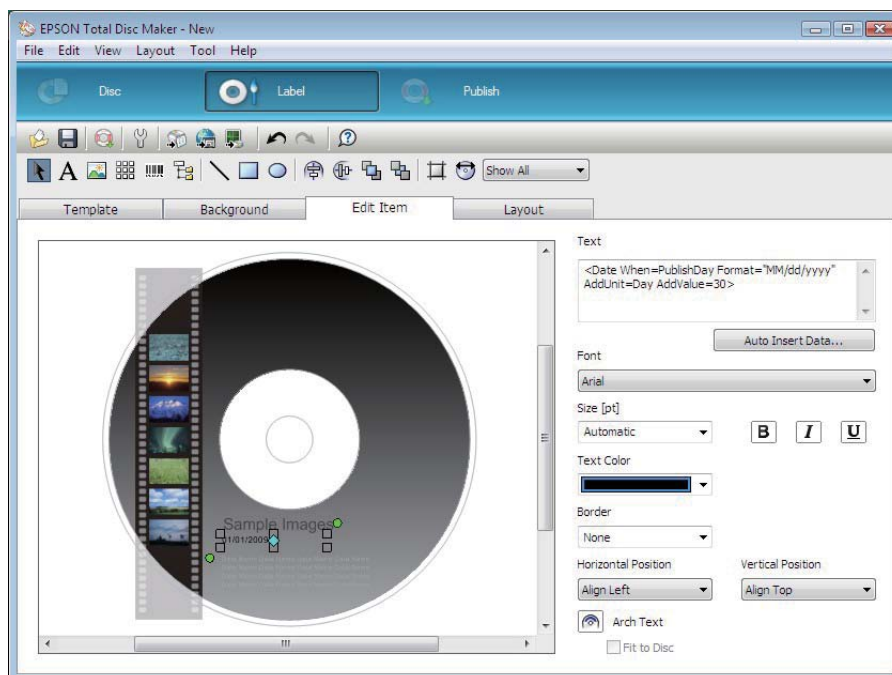 EPSON Total Disc Maker - New
File Edit View Layout Tool Help
Disc Label Publish
A Show All
Template Background Edit Item Layout
Text
<Date When=PublishDay Format="MM/dd/yyyy"
AddUnit=Day AddValue=30>
Auto Insert Data...
Font
Arial
Size [pt]
Automatic B I U
Text Color
Border
None
Horizontal Position Vertical Position
Align Left Align Top
Arch Text
Fit to Disc
Sample Images
01/01/2009